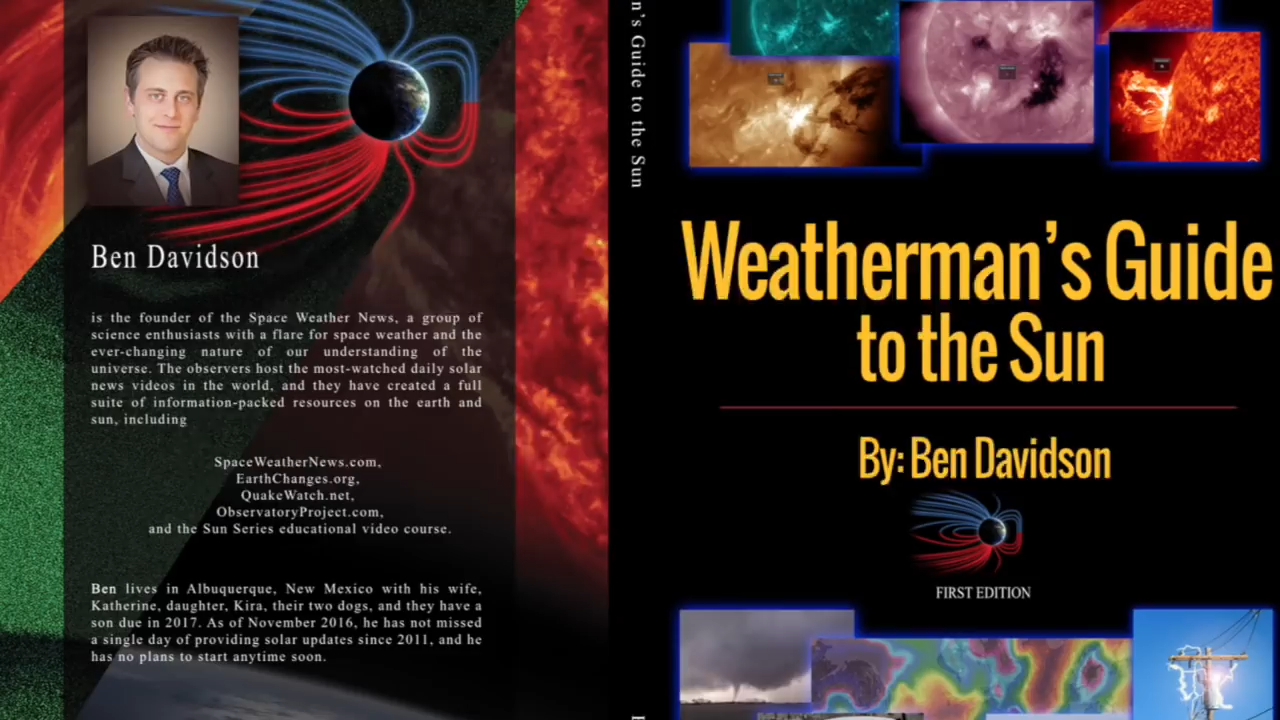 Ben Davidson
is the founder of the Space Weather News, a group of
science enthusiasts with a flare for space weather and the
ever-changing nature of our understanding of the
universe. The observers host the most-watched daily solar
news videos in the world, and they have created a full
suite of information-packed resources on the earth and
sun, including
SpaceWeatherNews.com,
EarthChanges.org,
QuakeWatch.net,
ObservatoryProject.com,
and the Sun Series educational video course.
Ben lives in Albuquerque, New Mexico with his wife,
Katherine, daughter, Kira, their two dogs, and they have a
son due in 2017. As of November 2016, he has not missed
a single day of providing solar updates since 2011, and he
has no plans to start anytime soon.
n's Guide to the Sun
Weatherman's Guide
to the Sun
By: Ben Davidson
FIRST EDITION